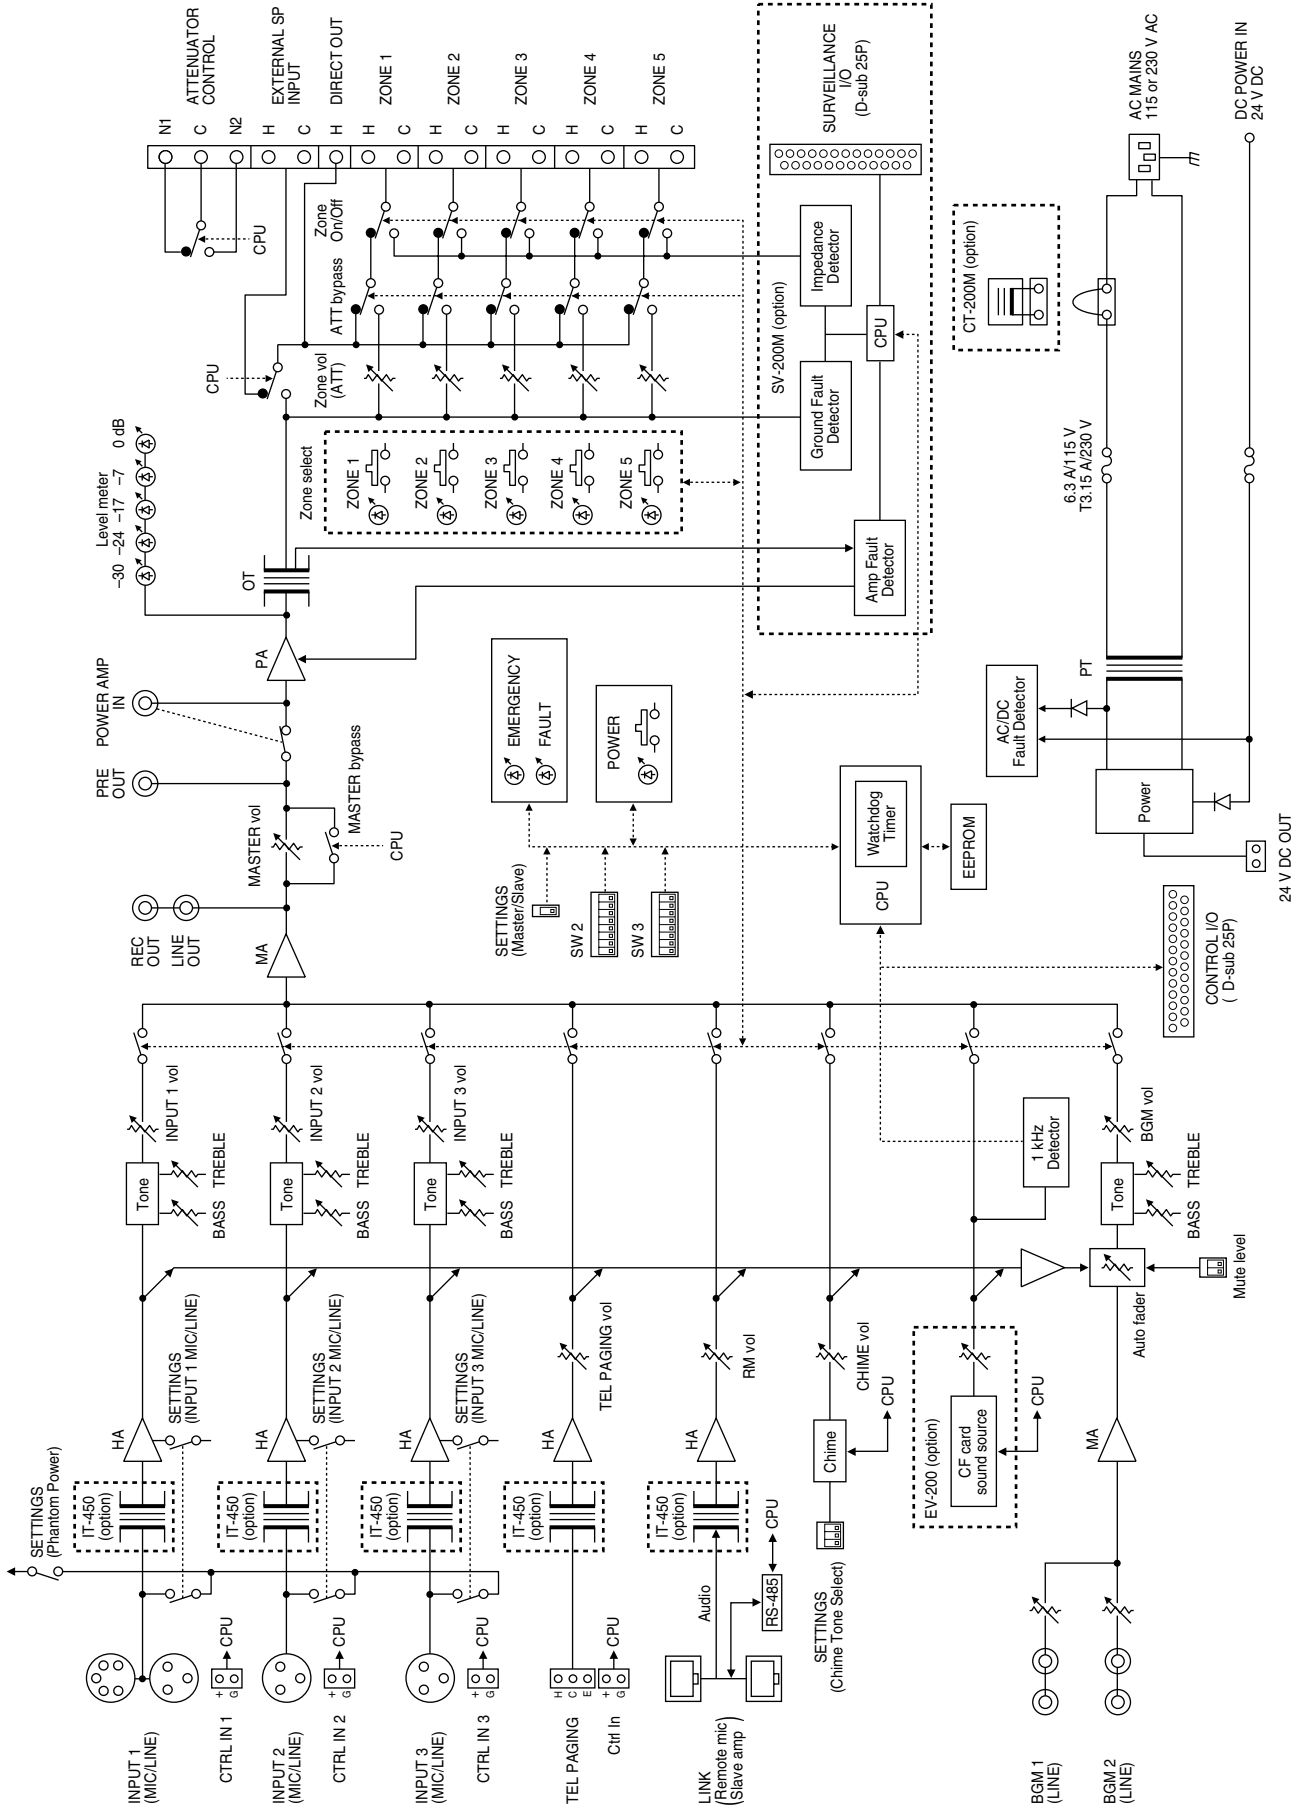 INPUT 1
(MIC/LINE)
CTRL IN 1
+
G
CPU
SETTINGS
(Phantom Power)
IT-450
(option)
HA
SETTINGS
(INPUT 1 MIC/LINE)
Tone
BASS
TREBLE
INPUT 1 vol
INPUT 2
(MIC/LINE)
CTRL IN 2
+
G
CPU
IT-450
(option)
HA
SETTINGS
(INPUT 2 MIC/LINE)
Tone
BASS
TREBLE
INPUT 2 vol
INPUT 3
(MIC/LINE)
CTRL IN 3
+
G
CPU
IT-450
(option)
HA
SETTINGS
(INPUT 3 MIC/LINE)
Tone
BASS
TREBLE
INPUT 3 vol
TEL PAGING
H
C
E
Ctrl In
+
G
CPU
IT-450
(option)
HA
TEL PAGING vol
LINK
(Remote mic
Slave amp)
Audio
RS-485
CPU
IT-450
(option)
HA
RM vol
SETTINGS
(Chime Tone Select)
Chime
CPU
CHIME vol
EV-200 (option)
CF card
sound source
CPU
1 kHz
Detector
BGM 1
(LINE)
BGM 2
(LINE)
MA
Auto fader
Mute level
Tone
BASS
TREBLE
BGM vol
MA
REC
OUT
LINE
OUT
MASTER vol
MASTER bypass
CPU
PRE
OUT
POWER AMP
IN
PA
OT
Level meter
–30 –24 –17 –7 0 dB
SETTINGS
(Master/Slave)
SW 2
SW 3
EMERGENCY
FAULT
POWER
CPU
Watchdog
Timer
EEPROM
CONTROL I/O
( D-sub 25P)
Zone select
ZONE 1
ZONE 2
ZONE 3
ZONE 4
ZONE 5
CPU
Zone vol
(ATT)
ATT bypass
Zone
On/Off
CPU
N1
C
N2
ATTENUATOR
CONTROL
H
C
EXTERNAL SP
INPUT
H
DIRECT OUT
H
C
ZONE 1
H
C
ZONE 2
H
C
ZONE 3
H
C
ZONE 4
H
C
ZONE 5
SV-200M (option)
Amp Fault
Detector
Ground Fault
Detector
Impedance
Detector
CPU
SURVEILLANCE
I/O
(D-sub 25P)
CT-200M (option)
AC MAINS
115 or 230 V AC
DC POWER IN
24 V DC
6.3 A/115 V
T3.15 A/230 V
PT
AC/DC
Fault Detector
Power
24 V DC OUT